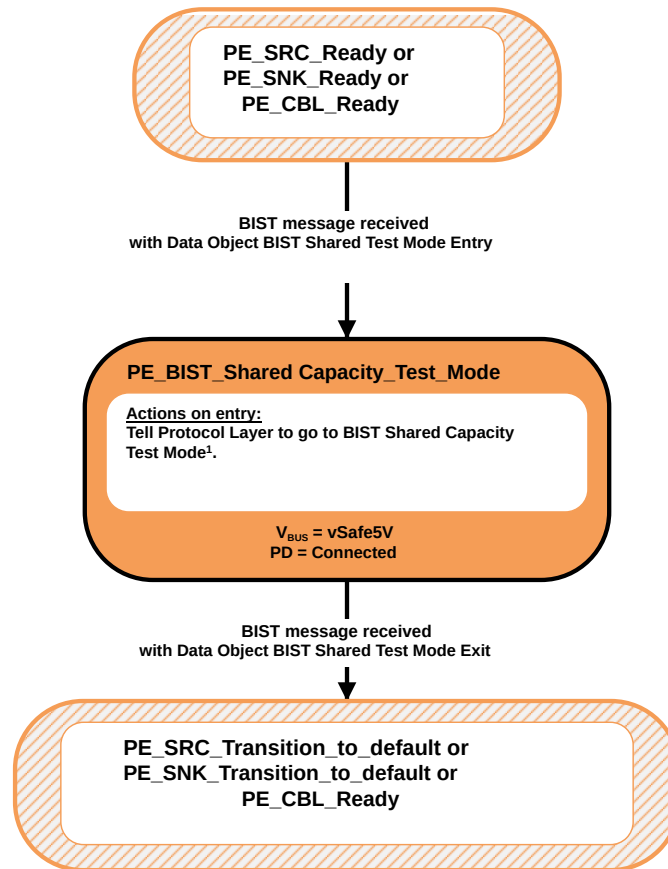 PE_SRC_Ready or
PE_SNK_Ready or
PE_CBL_Ready
BIST message received
with Data Object BIST Shared Test Mode Entry
PE_BIST_Shared Capacity_Test_Mode
Actions on entry:
Tell Protocol Layer to go to BIST Shared Capacity
Test Mode¹.
V_BUS = vSafe5V
PD = Connected
BIST message received
with Data Object BIST Shared Test Mode Exit
PE_SRC_Transition_to_default or
PE_SNK_Transition_to_default or
PE_CBL_Ready